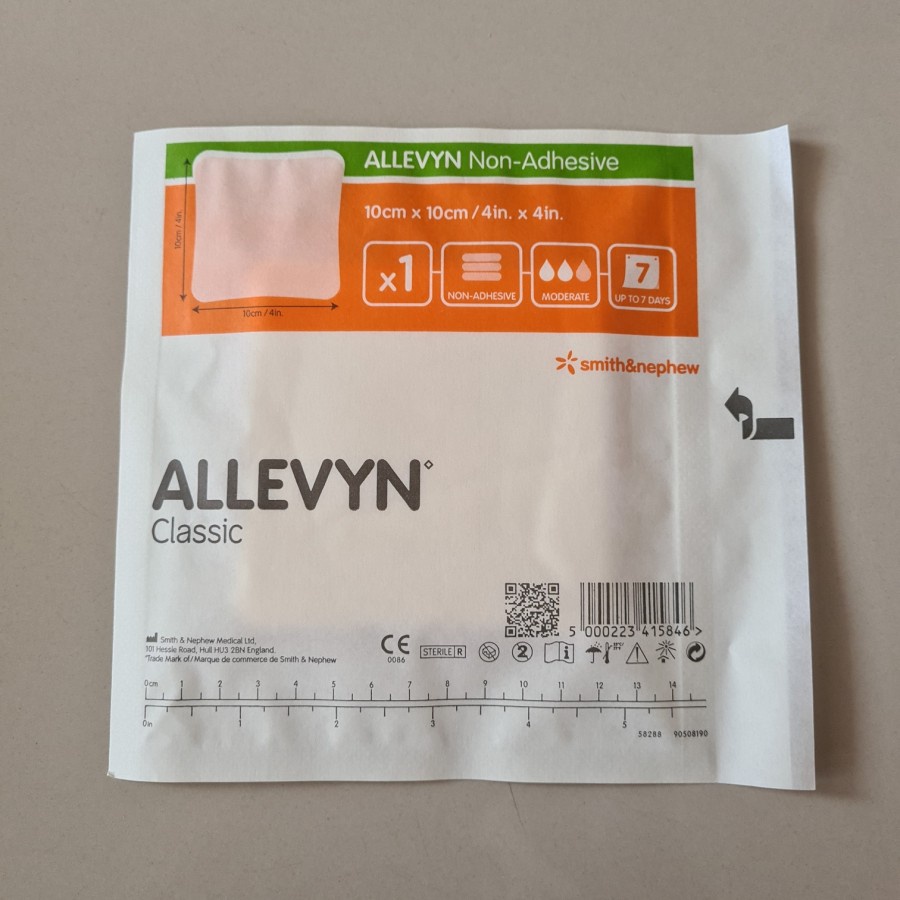 ALLEVYN Non-Adhesive
10cm x 10cm / 4in. x 4in.
10cm / 4in.
x1
NON-ADHESIVE
MODERATE
7
UP TO 7 DAYS
10cm / 4in.
smith&nephew
ALLEVYN◊
Classic
5 000223 415846 >
Smith & Nephew Medical Ltd,
101 Hessle Road, Hull HU3 2BN England.
◊Trade Mark of/Marque de commerce de Smith & Nephew
CE
0086
STERILE R
2
i
0cm 1 2 3 4 5 6 7 8 9 10 11 12 13 14
0in 1 2 3 4 5
58288 90508190